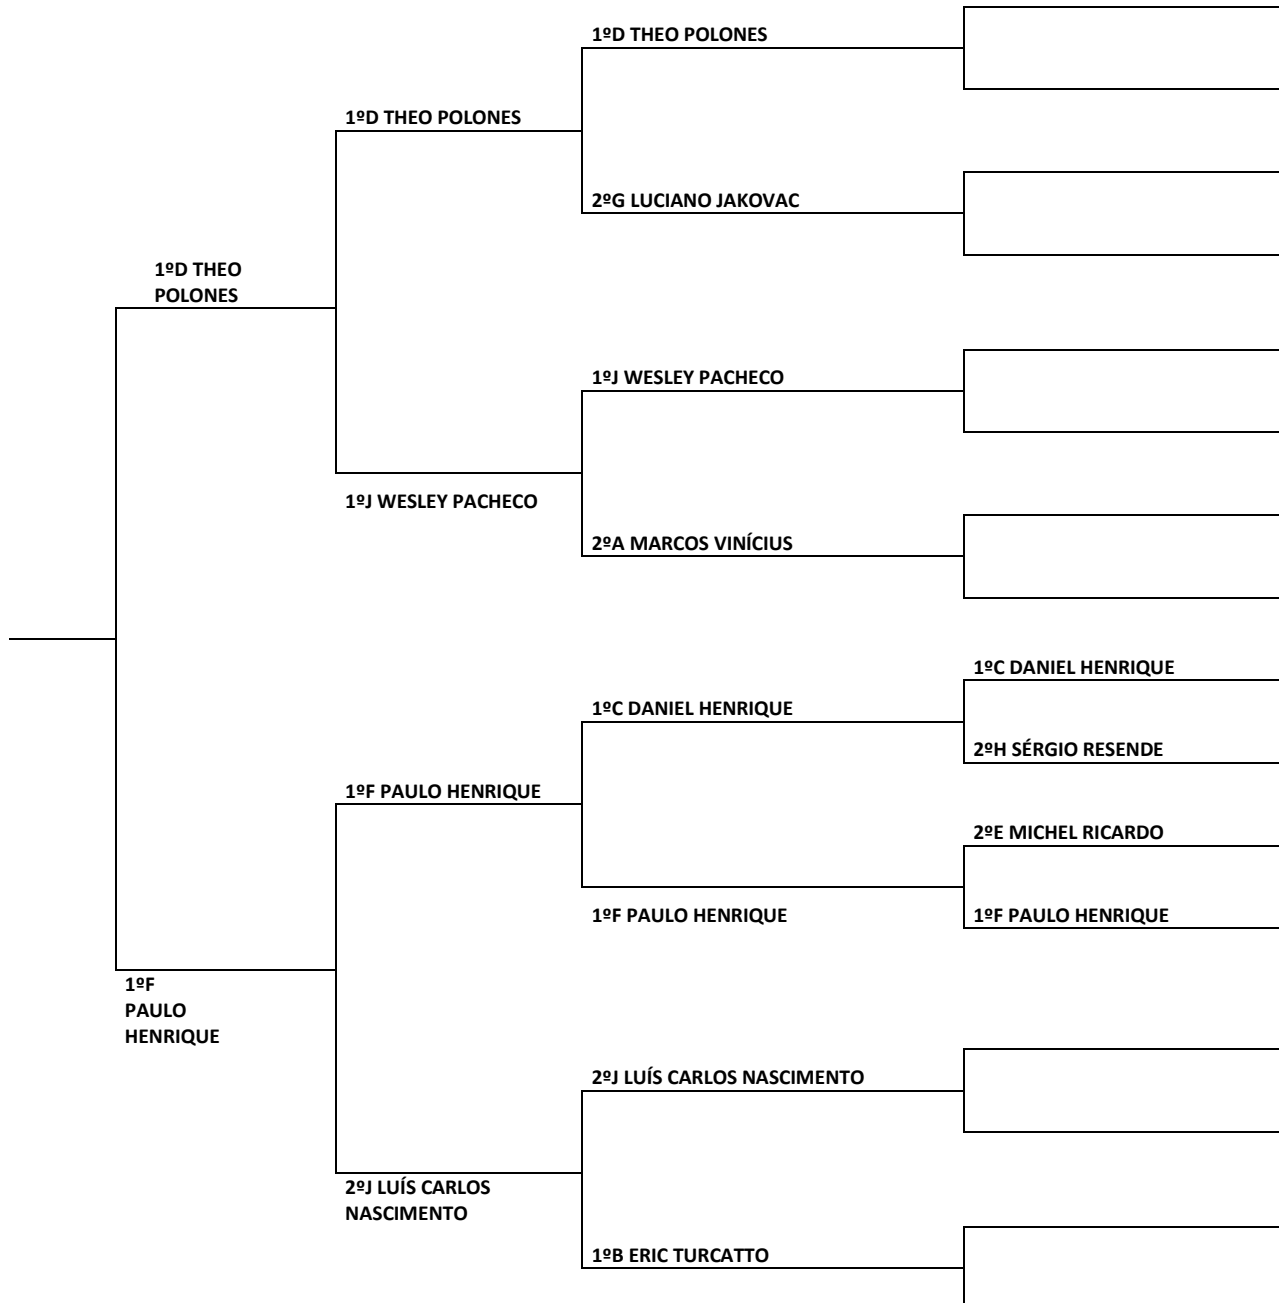 1ºD THEO POLONES
1ºD THEO POLONES
2ºG LUCIANO JAKOVAC
1ºD THEO
POLONES
1ºJ WESLEY PACHECO
1ºJ WESLEY PACHECO
2ºA MARCOS VINÍCIUS
1ºC DANIEL HENRIQUE
1ºC DANIEL HENRIQUE
2ºH SÉRGIO RESENDE
1ºF PAULO HENRIQUE
2ºE MICHEL RICARDO
1ºF PAULO HENRIQUE
1ºF PAULO HENRIQUE
1ºF
PAULO
HENRIQUE
2ºJ LUÍS CARLOS NASCIMENTO
2ºJ LUÍS CARLOS
NASCIMENTO
1ºB ERIC TURCATTO